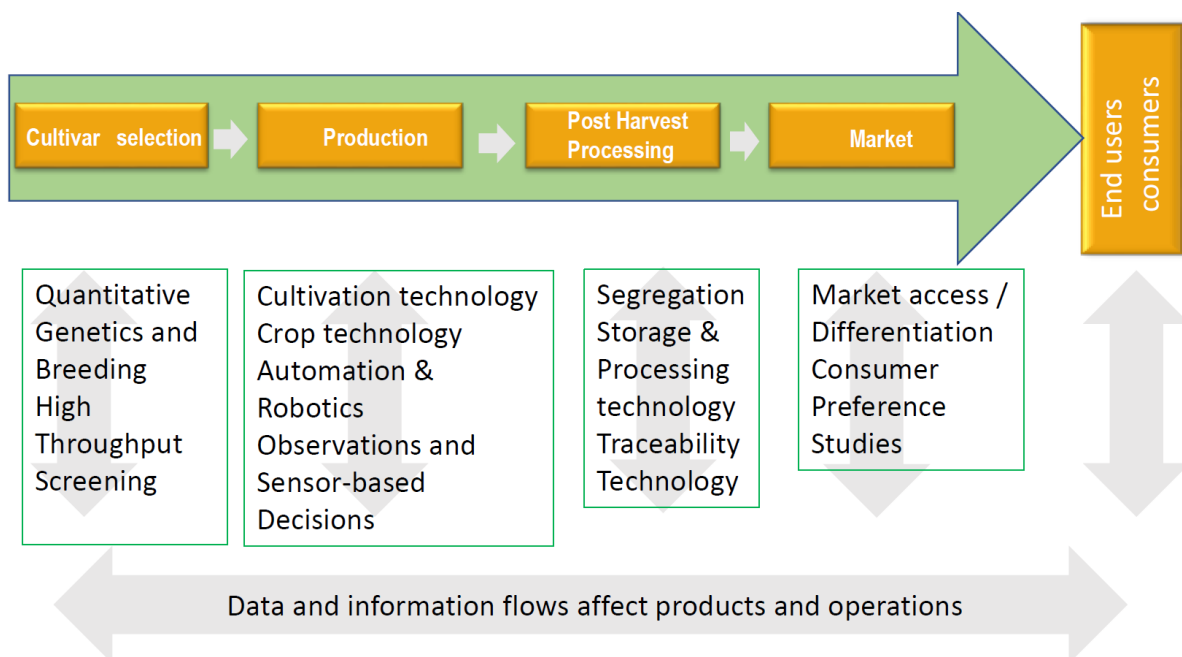 Cultivar selection
Production
Post Harvest
Processing
Market
End users
consumers
Quantitative
Genetics and
Breeding
High
Throughput
Screening
Cultivation technology
Crop technology
Automation &
Robotics
Observations and
Sensor-based
Decisions
Segregation
Storage &
Processing
technology
Traceability
Technology
Market access /
Differentiation
Consumer
Preference
Studies
Data and information flows affect products and operations